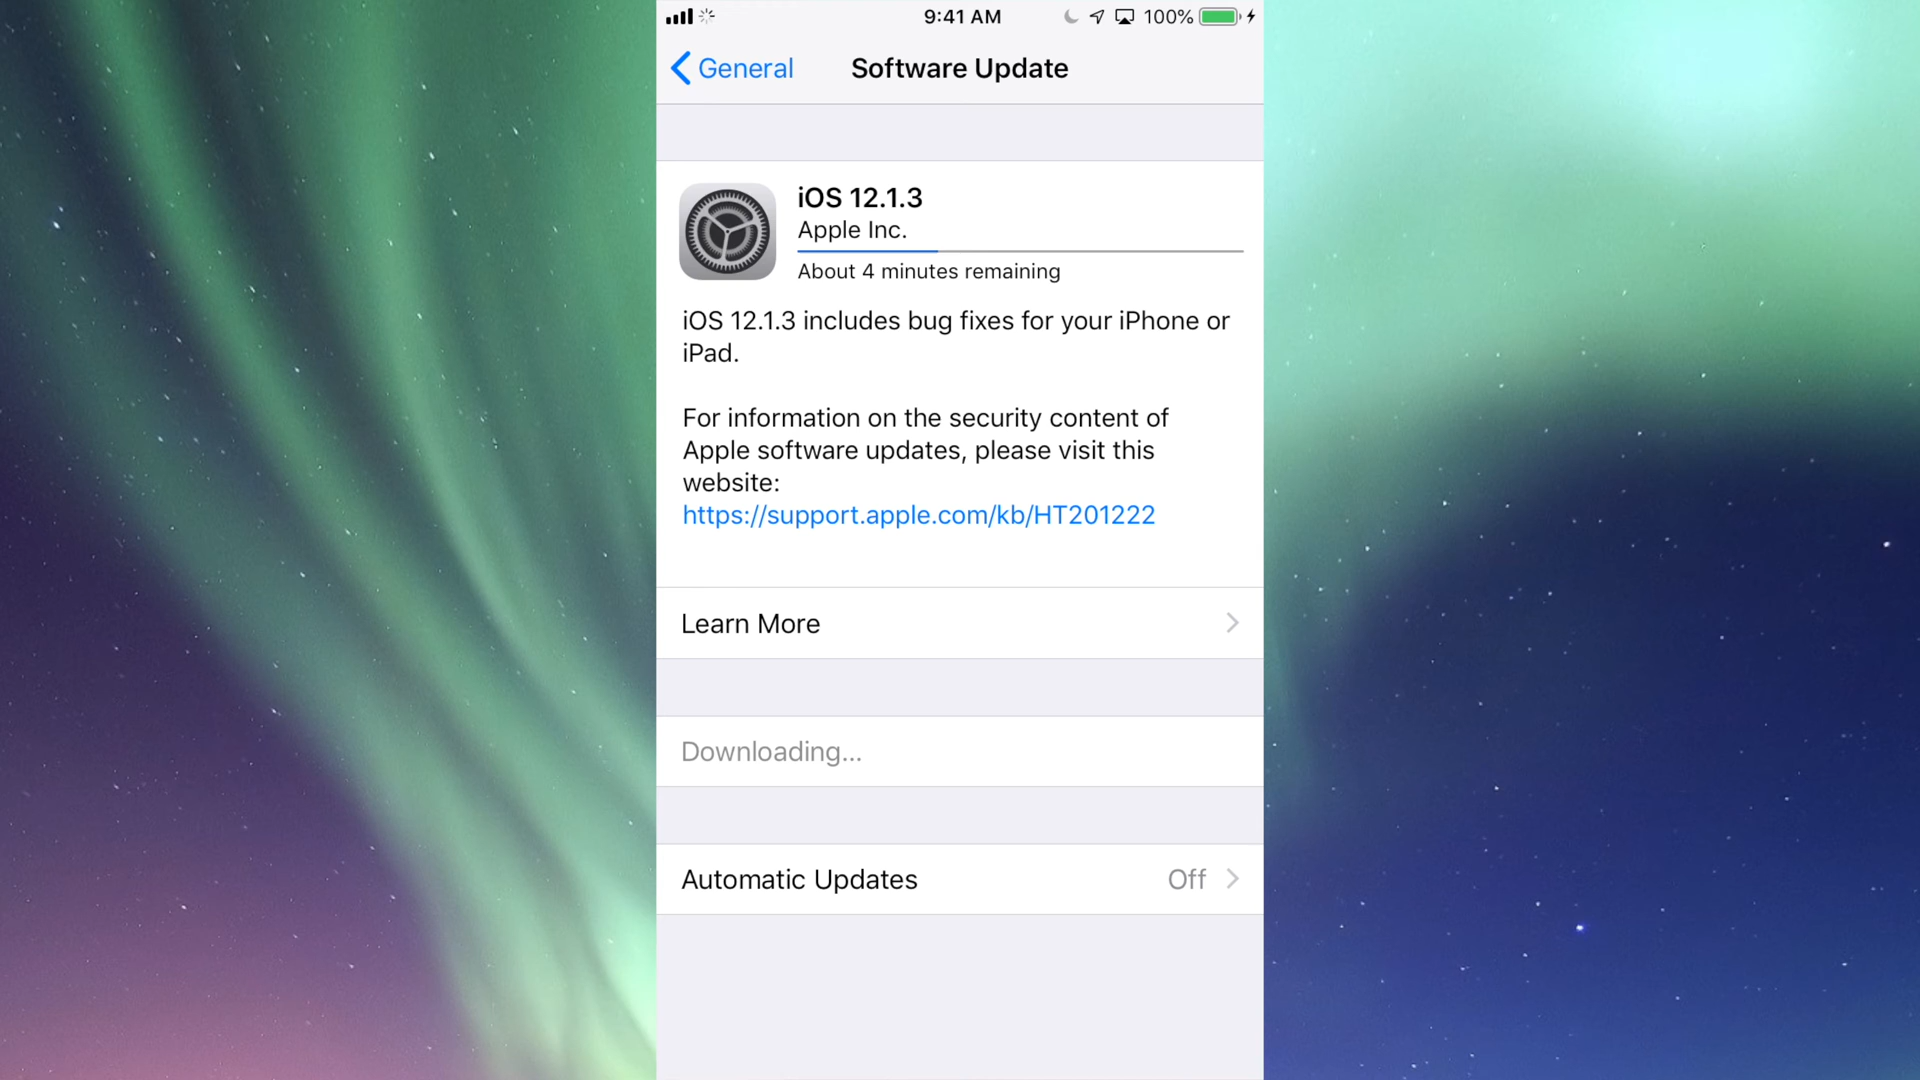 9:41 AM
100%
General
Software Update
iOS 12.1.3
Apple Inc.
About 4 minutes remaining
iOS 12.1.3 includes bug fixes for your iPhone or
iPad.
For information on the security content of
Apple software updates, please visit this
website:
https://support.apple.com/kb/HT201222
Learn More
Downloading...
Automatic Updates
Off